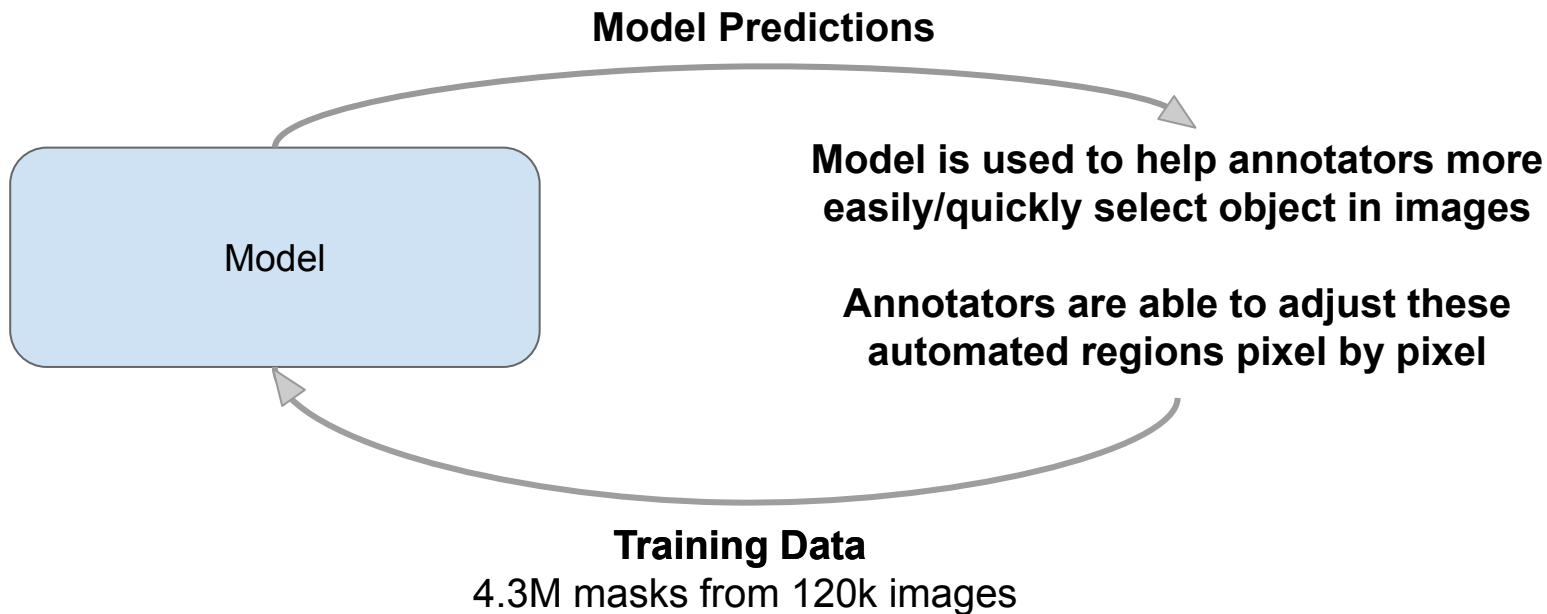 Model Predictions
Model is used to help annotators more
easily/quickly select object in images
Model
Annotators are able to adjust these
automated regions pixel by pixel
Training Data
4.3M masks from 120k images